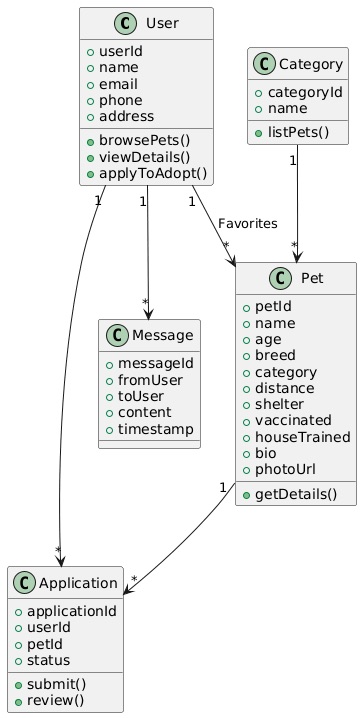 C User
userId
name
email
phone
address
browsePets()
viewDetails()
applyToAdopt()
C Category
categoryId
name
listPets()
1
1
1
1
Favorites
*
*
*
C Message
messageId
fromUser
toUser
content
timestamp
C Pet
petId
name
age
breed
category
distance
shelter
vaccinated
houseTrained
bio
photoUrl
getDetails()
1
*
*
C Application
applicationId
userId
petId
status
submit()
review()